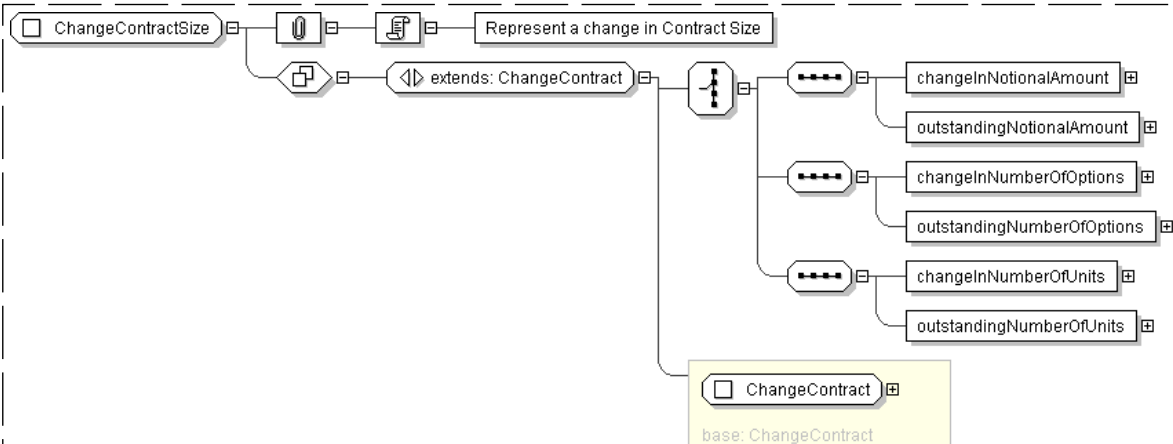 ChangeContractSize
Represent a change in Contract Size
extends: ChangeContract
changeInNotionalAmount
outstandingNotionalAmount
changeInNumberOfOptions
outstandingNumberOfOptions
changeInNumberOfUnits
outstandingNumberOfUnits
ChangeContract
base: ChangeContract